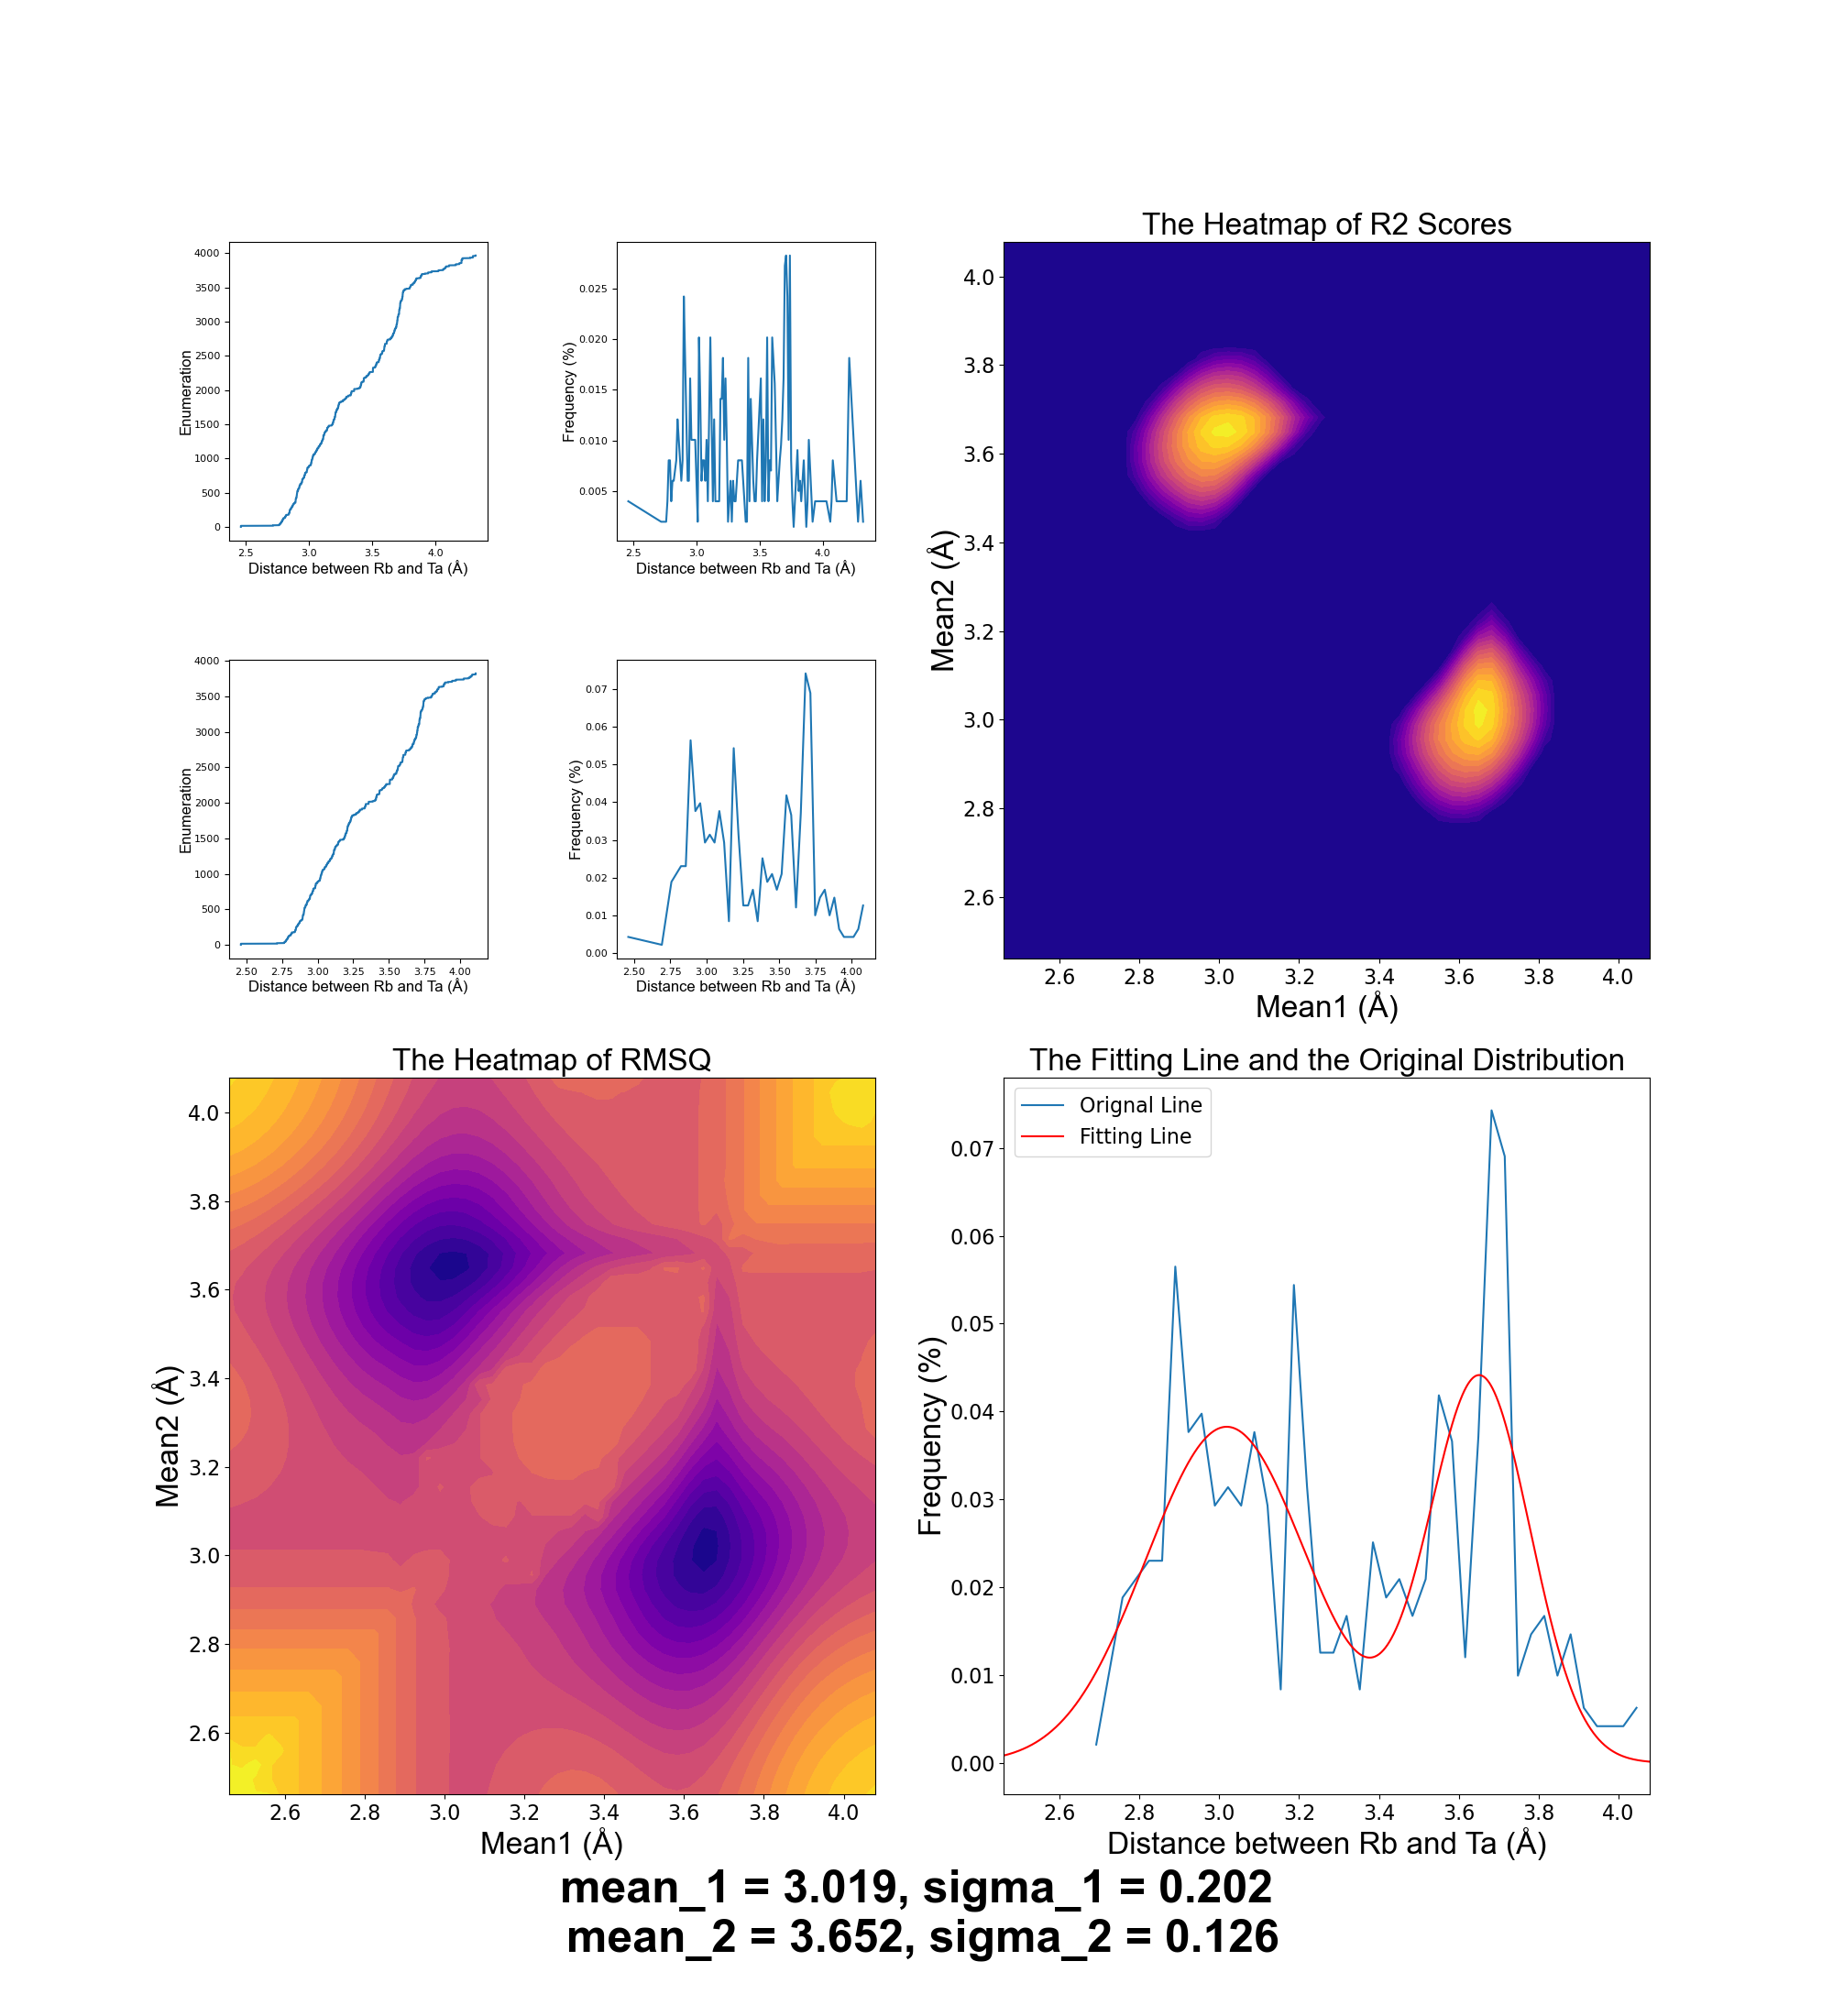 4000
3500
3000
2500
2000
1500
1000
500
0
Enumeration
2.5 3.0 3.5 4.0
Distance between Rb and Ta (Å)
0.025
0.020
0.015
0.010
0.005
Frequency (%)
2.5 3.0 3.5 4.0
Distance between Rb and Ta (Å)
The Heatmap of R2 Scores
4.0
3.8
3.6
3.4
3.2
3.0
2.8
2.6
Mean2 (Å)
2.6 2.8 3.0 3.2 3.4 3.6 3.8 4.0
Mean1 (Å)
4000
3500
3000
2500
2000
1500
1000
500
0
Enumeration
2.50 2.75 3.00 3.25 3.50 3.75 4.00
Distance between Rb and Ta (Å)
0.07
0.06
0.05
0.04
0.03
0.02
0.01
0.00
Frequency (%)
2.50 2.75 3.00 3.25 3.50 3.75 4.00
Distance between Rb and Ta (Å)
The Heatmap of RMSQ
4.0
3.8
3.6
3.4
3.2
3.0
2.8
2.6
Mean2 (Å)
2.6 2.8 3.0 3.2 3.4 3.6 3.8 4.0
Mean1 (Å)
The Fitting Line and the Original Distribution
Orignal Line
Fitting Line
0.07
0.06
0.05
0.04
0.03
0.02
0.01
0.00
Frequency (%)
2.6 2.8 3.0 3.2 3.4 3.6 3.8 4.0
Distance between Rb and Ta (Å)
mean_1 = 3.019, sigma_1 = 0.202
mean_2 = 3.652, sigma_2 = 0.126